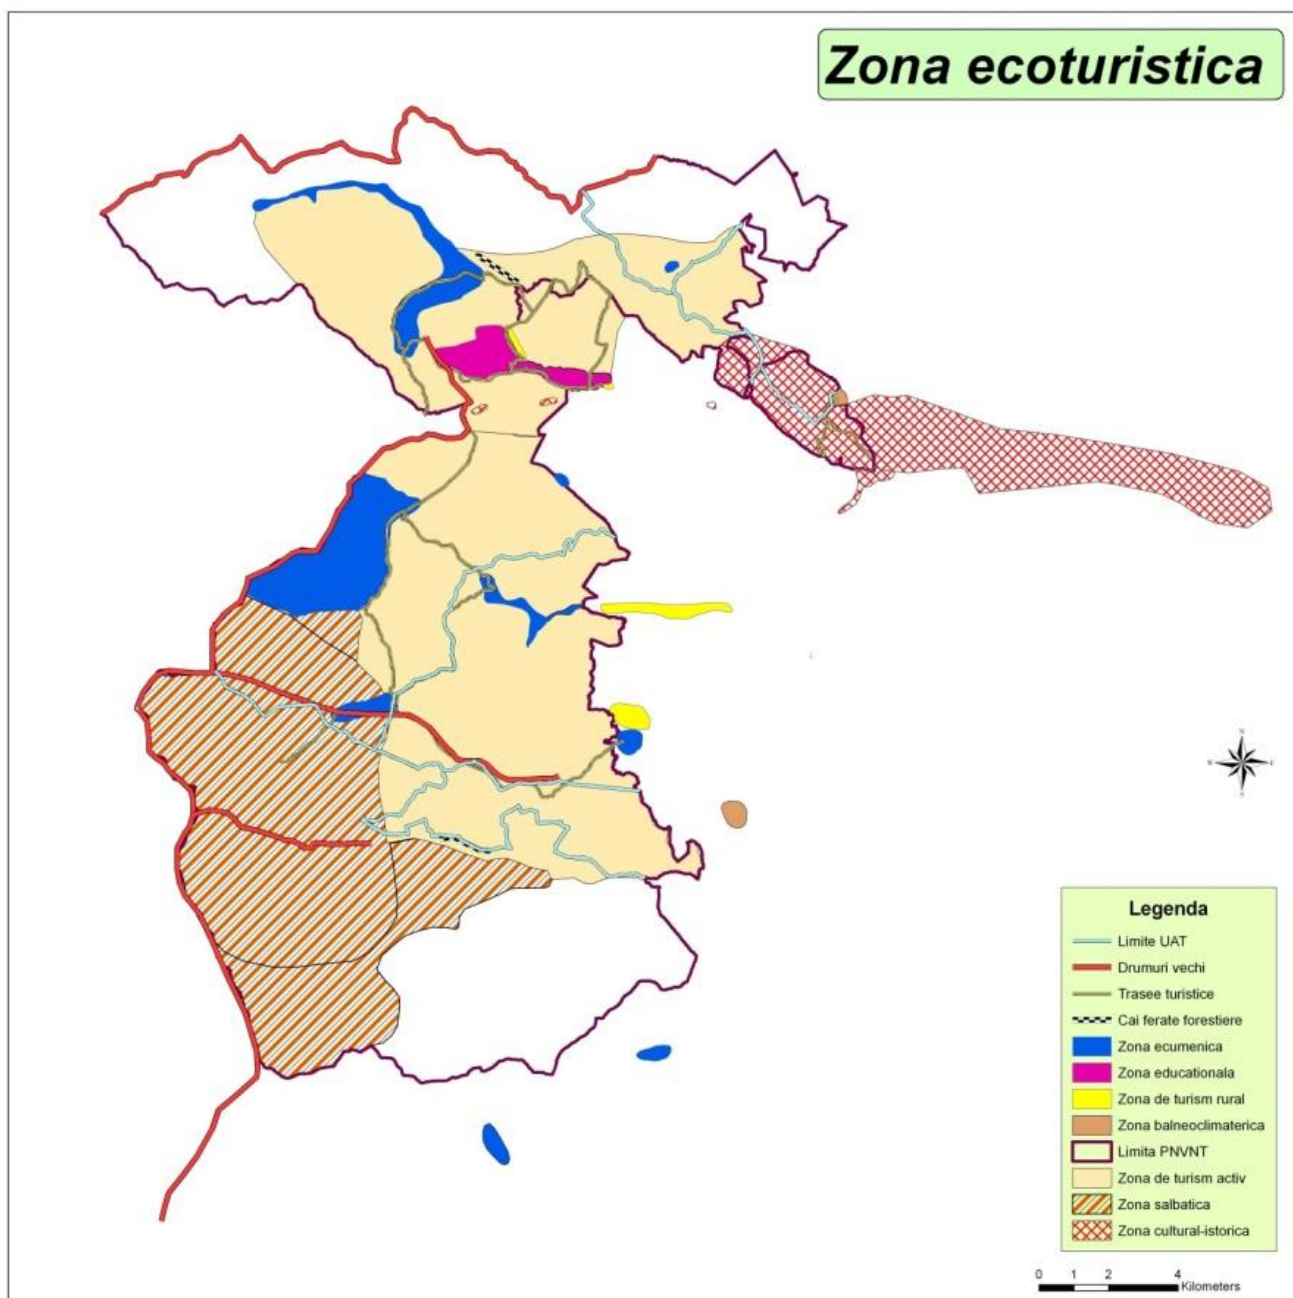 Zona ecoturistica
N
E
S
Legenda
Limite UAT
Drumuri vechi
Trasee turistice
Cai ferate forestiere
Zona ecumenica
Zona educationala
Zona de turism rural
Zona balneoclimaterica
Limita PNVNT
Zona de turism activ
Zona salbatica
Zona cultural-istorica
0 1 2 4
Kilometers